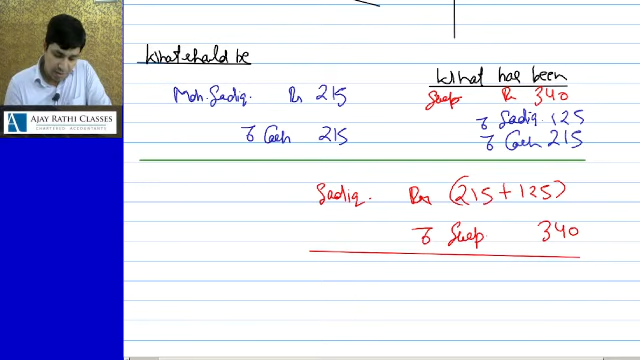 What should be
Moh. Sadiq. Dr 215
To Cash 215
What has been
Susp Dr 340
To Sadiq. 125
To Cash 215
Sadiq. Dr (215 + 125)
To Susp. 340
AJAY RATHI CLASSES
CHARTERED ACCOUNTANTS